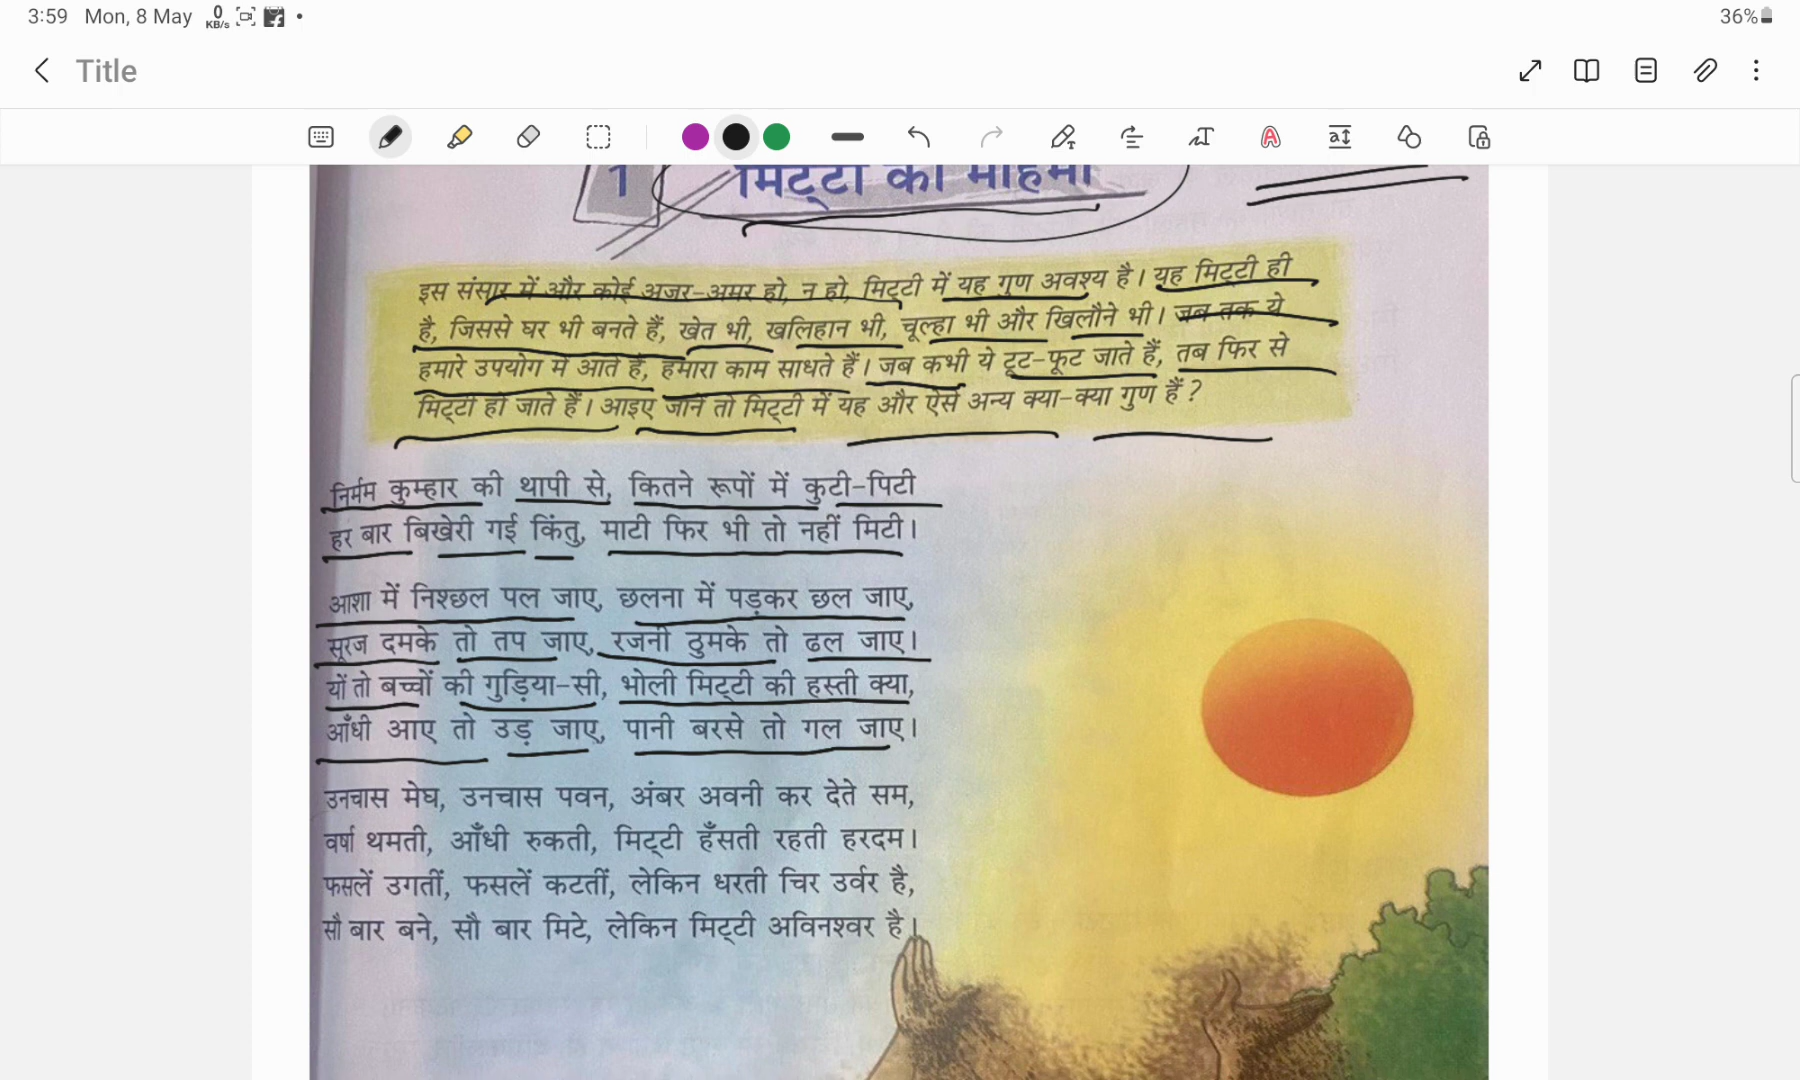 3:59 Mon, 8 May 0 KB/s 36%
Title
1 मिट्टी की महिमा
इस संसार में और कोई अजर-अमर हो, न हो, मिट्टी में यह गुण अवश्य है। यह मिट्टी ही
है, जिससे घर भी बनते हैं, खेत भी, खलिहान भी, चूल्हा भी और खिलौने भी। जब तक ये
हमारे उपयोग में आते हैं, हमारा काम साधते हैं। जब कभी ये टूट-फूट जाते हैं, तब फिर से
मिट्टी हो जाते हैं। आइए जानें तो मिट्टी में यह और ऐसे अन्य क्या-क्या गुण हैं?
निर्मम कुम्हार की थापी से, कितने रूपों में कुटी-पिटी
हर बार बिखेरी गई किंतु, माटी फिर भी तो नहीं मिटी।
आशा में निश्छल पल जाए, छलना में पड़कर छल जाए,
सूरज दमके तो तप जाए, रजनी ठुमके तो ढल जाए।
यों तो बच्चों की गुड़िया-सी, भोली मिट्टी की हस्ती क्या,
आँधी आए तो उड़ जाए, पानी बरसे तो गल जाए।
उनचास मेघ, उनचास पवन, अंबर अवनी कर देते सम,
वर्षा थमती, आँधी रुकती, मिट्टी हँसती रहती हरदम।
फसलें उगतीं, फसलें कटतीं, लेकिन धरती चिर उर्वर है,
सौ बार बने, सौ बार मिटे, लेकिन मिट्टी अविनश्वर है।